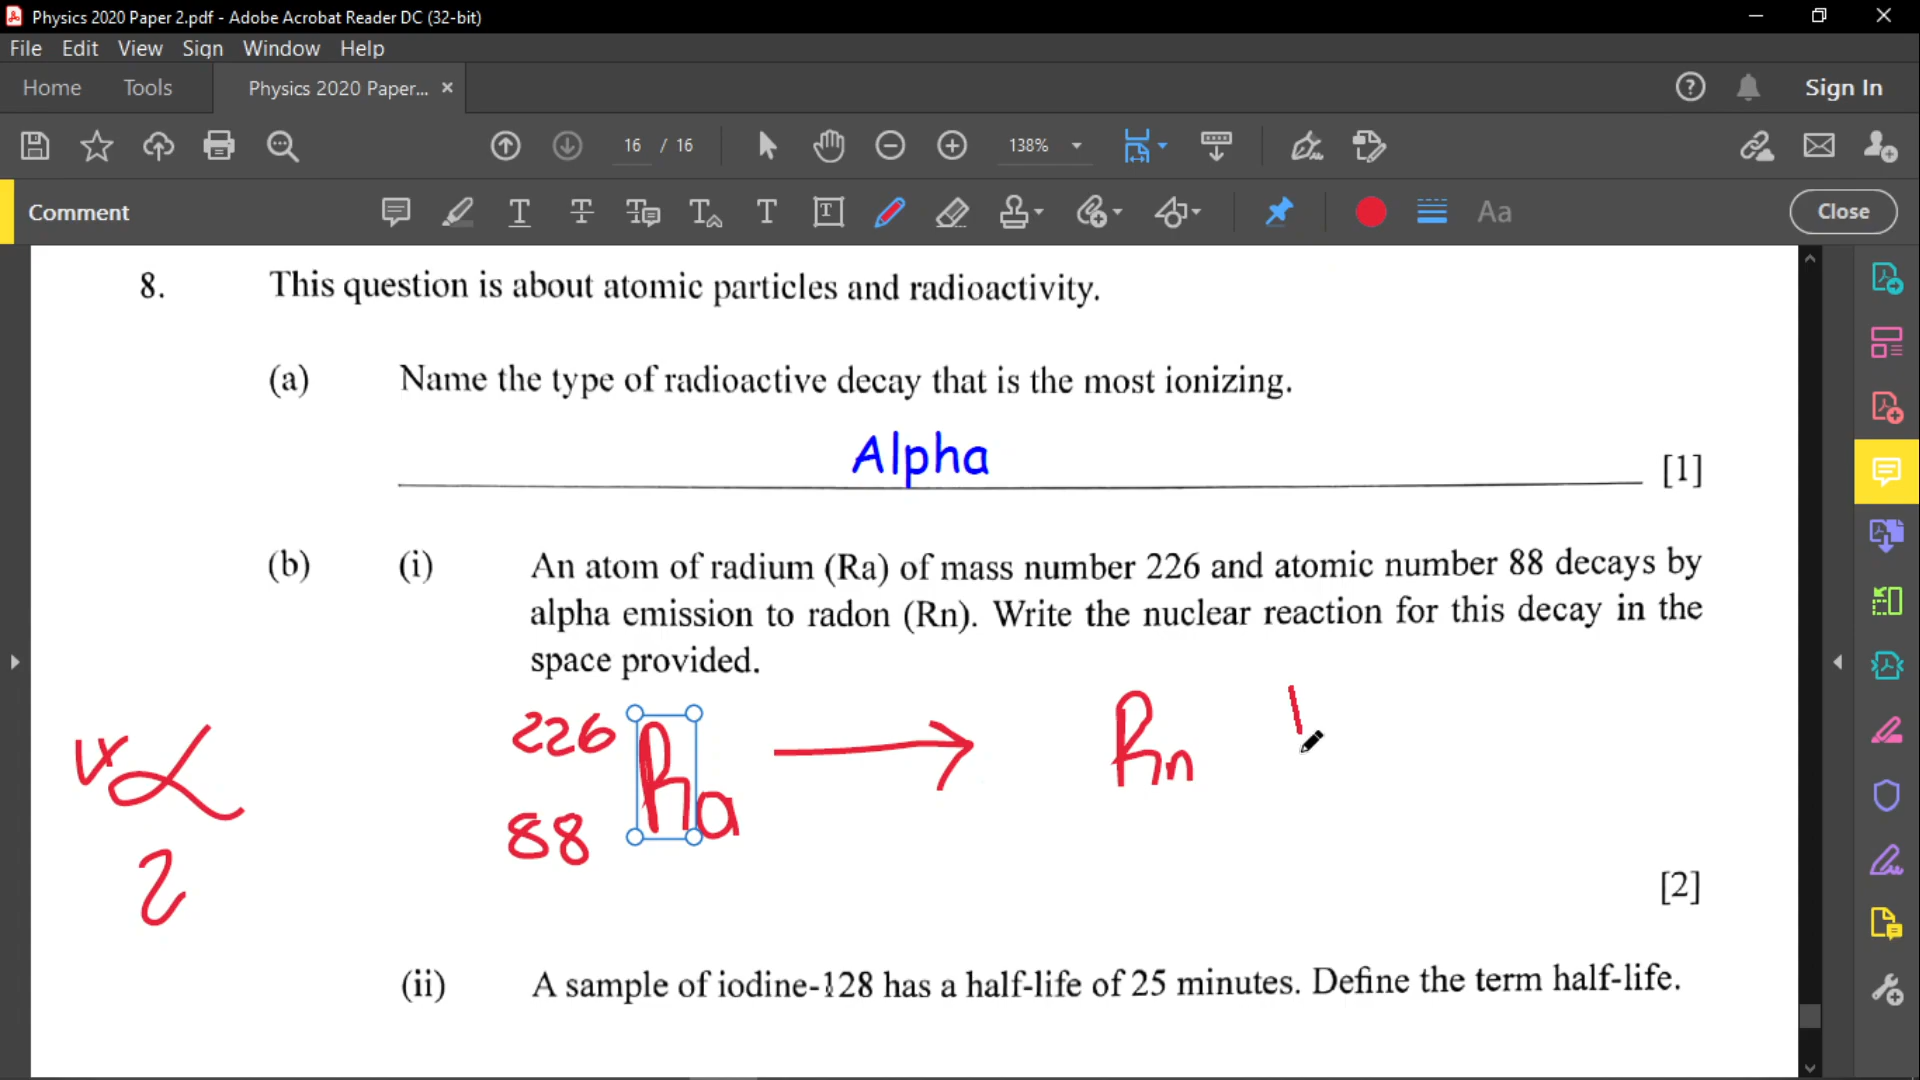 Physics 2020 Paper 2.pdf - Adobe Acrobat Reader DC (32-bit)
File Edit View Sign Window Help
Home Tools Physics 2020 Paper... × Sign In
16 / 16 138%
Comment Aa Close
8. This question is about atomic particles and radioactivity.
(a) Name the type of radioactive decay that is the most ionizing.
Alpha [1]
(b) (i) An atom of radium (Ra) of mass number 226 and atomic number 88 decays by
alpha emission to radon (Rn). Write the nuclear reaction for this decay in the
space provided.
4 α 2 226 88 Ra → Rn
[2]
(ii) A sample of iodine-128 has a half-life of 25 minutes. Define the term half-life.